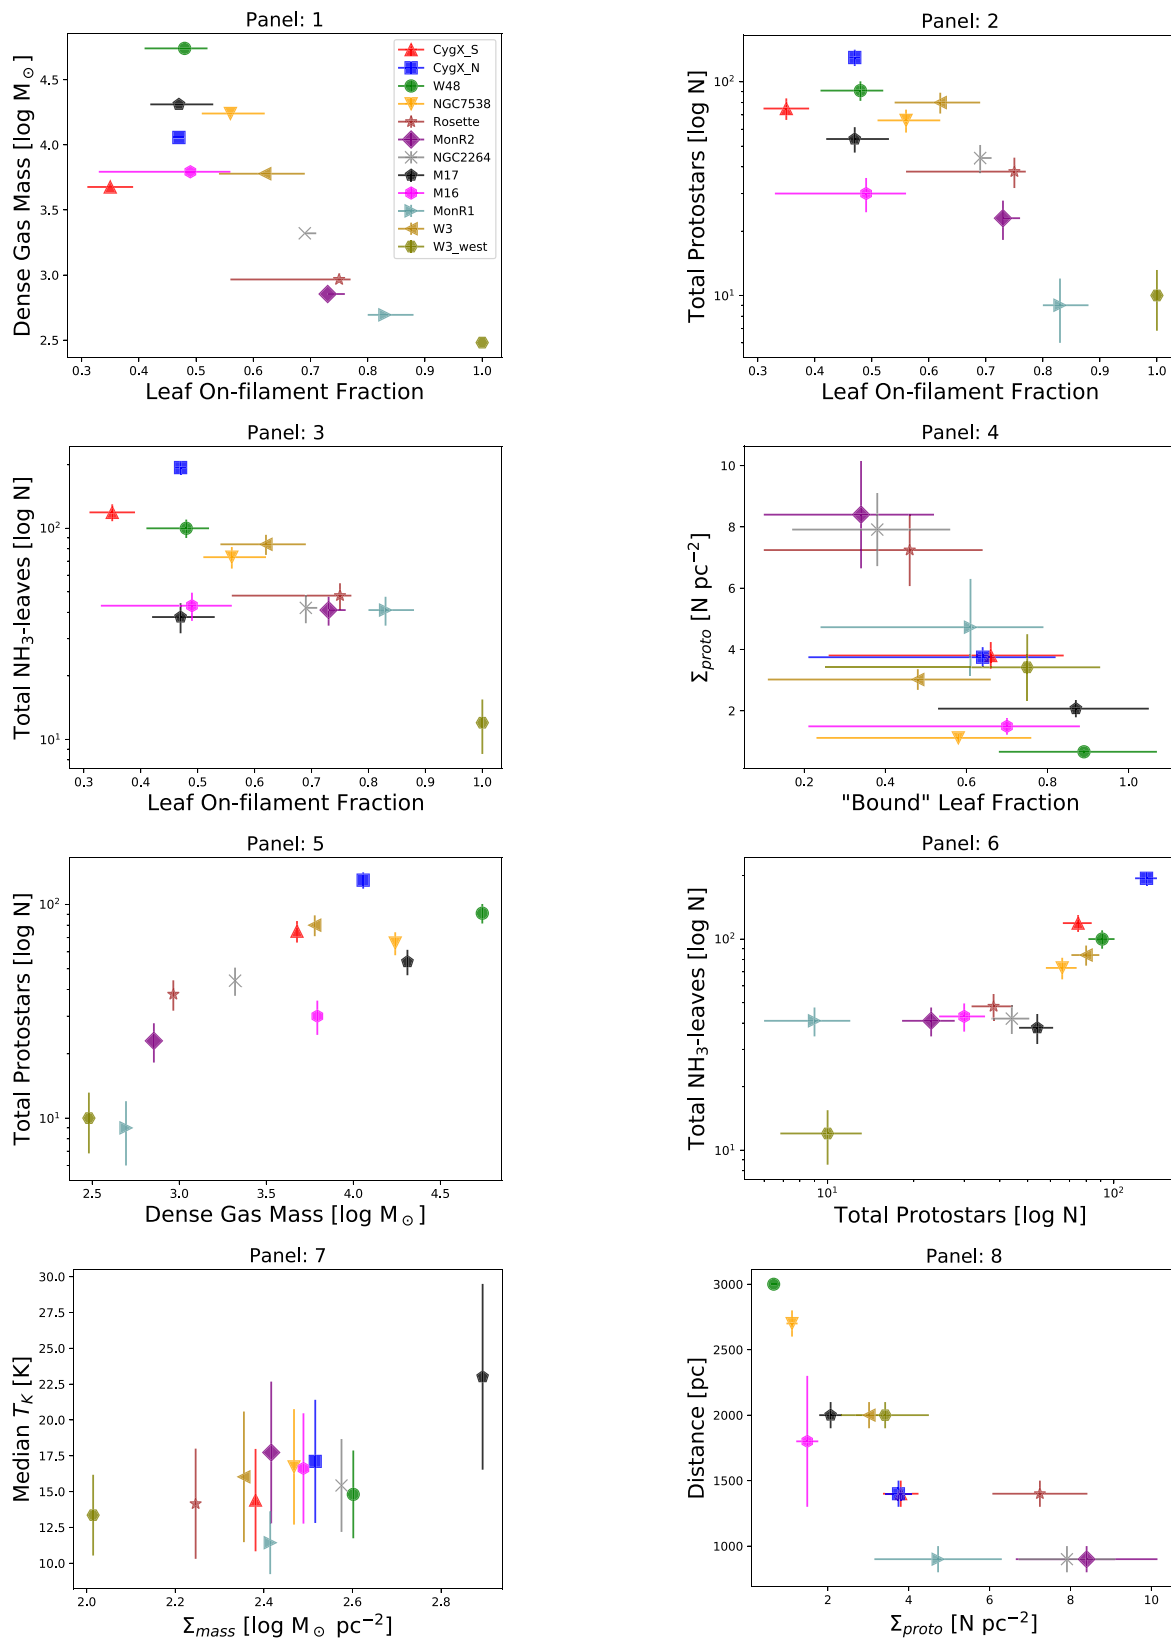 Panel: 1
Dense Gas Mass [log M⊙]
4.5
4.0
3.5
3.0
2.5
0.3 0.4 0.5 0.6 0.7 0.8 0.9 1.0
Leaf On-filament Fraction
CygX_S
CygX_N
W48
NGC7538
Rosette
MonR2
NGC2264
M17
M16
MonR1
W3
W3_west
Panel: 2
Total Protostars [log N]
10²
10¹
0.3 0.4 0.5 0.6 0.7 0.8 0.9 1.0
Leaf On-filament Fraction
Panel: 3
Total NH₃-leaves [log N]
10²
10¹
0.3 0.4 0.5 0.6 0.7 0.8 0.9 1.0
Leaf On-filament Fraction
Panel: 4
Σproto [N pc⁻²]
10
8
6
4
2
0.2 0.4 0.6 0.8 1.0
"Bound" Leaf Fraction
Panel: 5
Total Protostars [log N]
10²
10¹
2.5 3.0 3.5 4.0 4.5
Dense Gas Mass [log M⊙]
Panel: 6
Total NH₃-leaves [log N]
10²
10¹
10¹ 10²
Total Protostars [log N]
Panel: 7
Median T_K [K]
30.0
27.5
25.0
22.5
20.0
17.5
15.0
12.5
10.0
2.0 2.2 2.4 2.6 2.8
Σmass [log M⊙ pc⁻²]
Panel: 8
Distance [pc]
3000
2500
2000
1500
1000
2 4 6 8 10
Σproto [N pc⁻²]